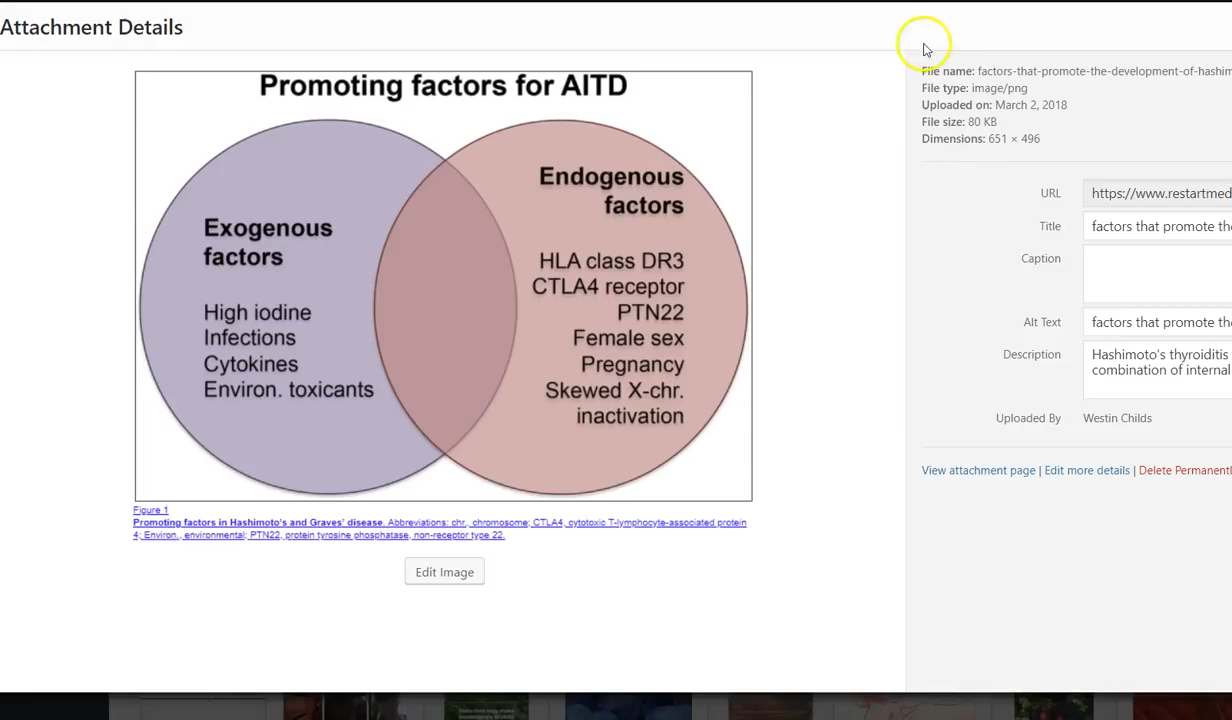 Attachment Details
Promoting factors for AITD
Exogenous
factors
High iodine
Infections
Cytokines
Environ. toxicants
Endogenous
factors
HLA class DR3
CTLA4 receptor
PTN22
Female sex
Pregnancy
Skewed X-chr.
inactivation
Figure 1
Promoting factors in Hashimoto's and Graves' disease. Abbreviations: chr., chromosome; CTLA4, cytotoxic T-lymphocyte-associated protein
4; Environ., environmental; PTN22, protein tyrosine phosphatase, non-receptor type 22.
Edit Image
File name: factors-that-promote-the-development-of-hashim
File type: image/png
Uploaded on: March 2, 2018
File size: 80 KB
Dimensions: 651 × 496
URL https://www.restartmed
Title factors that promote the
Caption
Alt Text factors that promote the
Description Hashimoto's thyroiditis
combination of internal
Uploaded By Westin Childs
View attachment page | Edit more details | Delete Permanentl